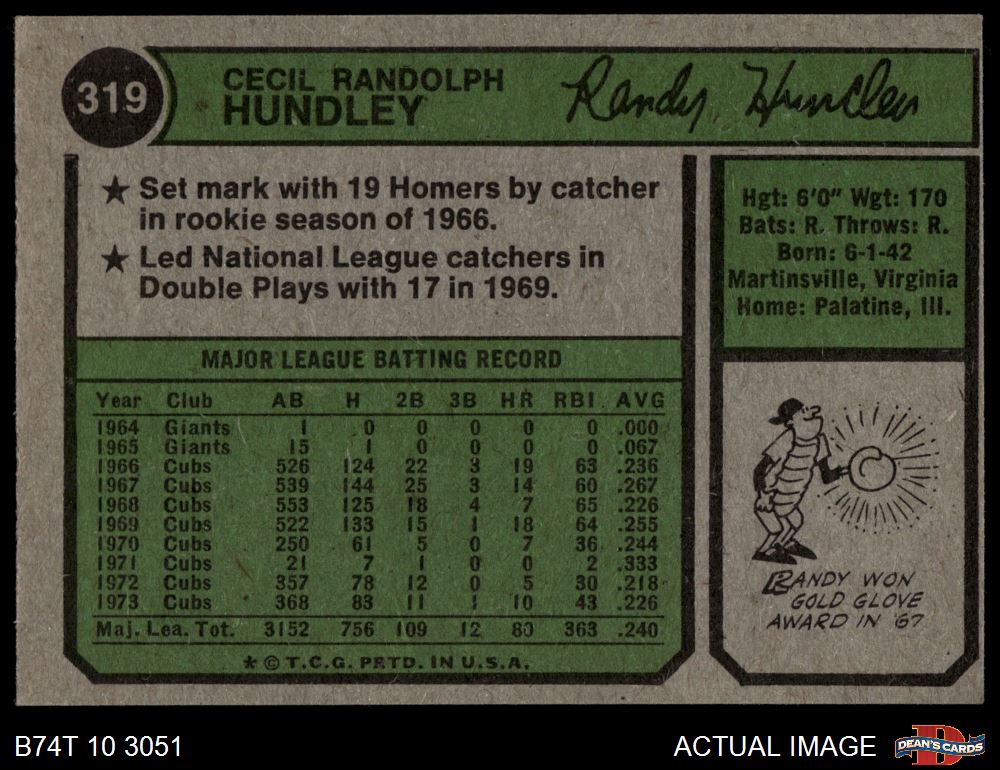 319
CECIL RANDOLPH
HUNDLEY
Randy Hundley
★ Set mark with 19 Homers by catcher
in rookie season of 1966.
★ Led National League catchers in
Double Plays with 17 in 1969.
Hgt: 6'0" Wgt: 170
Bats: R. Throws: R.
Born: 6-1-42
Martinsville, Virginia
Home: Palatine, Ill.
MAJOR LEAGUE BATTING RECORD
Year Club AB H 2B 3B HR RBI AVG
1964 Giants 1 0 0 0 0 0 .000
1965 Giants 15 1 0 0 0 0 .067
1966 Cubs 526 124 22 3 19 63 .236
1967 Cubs 539 144 25 3 14 60 .267
1968 Cubs 553 125 18 4 7 65 .226
1969 Cubs 522 133 15 1 18 64 .255
1970 Cubs 250 61 5 0 7 36 .244
1971 Cubs 21 7 1 0 0 2 .333
1972 Cubs 357 78 12 0 5 30 .218
1973 Cubs 368 83 11 1 10 43 .226
Maj. Lea. Tot. 3152 756 109 12 80 363 .240
★ © T.C.G. PRTD. IN U.S.A.
RANDY WON
GOLD GLOVE
AWARD IN '67
B74T 10 3051
ACTUAL IMAGE
D
DEAN'S CARDS